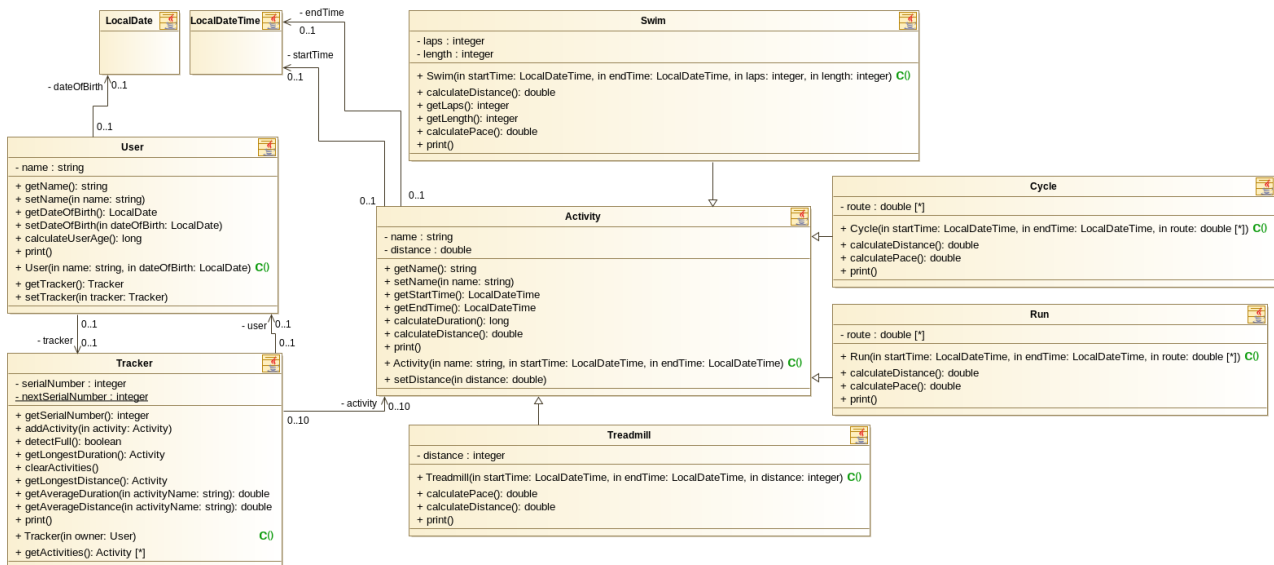 LocalDate
LocalDateTime
- endTime
0..1
- startTime
0..1
- dateOfBirth
0..1
0..1
User
- name : string
+ getName(): string
+ setName(in name: string)
+ getDateOfBirth(): LocalDate
+ setDateOfBirth(in dateOfBirth: LocalDate)
+ calculateUserAge(): long
+ print()
+ User(in name: string, in dateOfBirth: LocalDate) C()
+ getTracker(): Tracker
+ setTracker(in tracker: Tracker)
0..1
- tracker
0..1
- user
0..1
0..1
Tracker
- serialNumber : integer
- nextSerialNumber : integer
+ getSerialNumber(): integer
+ addActivity(in activity: Activity)
+ detectFull(): boolean
+ getLongestDuration(): Activity
+ clearActivities()
+ getLongestDistance(): Activity
+ getAverageDuration(in activityName: string): double
+ getAverageDistance(in activityName: string): double
+ print()
+ Tracker(in owner: User) C()
+ getActivities(): Activity [*]
- activity
0..10
0..10
0..1
0..1
Swim
- laps : integer
- length : integer
+ Swim(in startTime: LocalDateTime, in endTime: LocalDateTime, in laps: integer, in length: integer) C()
+ calculateDistance(): double
+ getLaps(): integer
+ getLength(): integer
+ calculatePace(): double
+ print()
Activity
- name : string
- distance : double
+ getName(): string
+ setName(in name: string)
+ getStartTime(): LocalDateTime
+ getEndTime(): LocalDateTime
+ calculateDuration(): long
+ calculateDistance(): double
+ print()
+ Activity(in name: string, in startTime: LocalDateTime, in endTime: LocalDateTime) C()
+ setDistance(in distance: double)
Cycle
- route : double [*]
+ Cycle(in startTime: LocalDateTime, in endTime: LocalDateTime, in route: double [*]) C()
+ calculateDistance(): double
+ calculatePace(): double
+ print()
Run
- route : double [*]
+ Run(in startTime: LocalDateTime, in endTime: LocalDateTime, in route: double [*]) C()
+ calculateDistance(): double
+ calculatePace(): double
+ print()
Treadmill
- distance : integer
+ Treadmill(in startTime: LocalDateTime, in endTime: LocalDateTime, in distance: integer) C()
+ calculatePace(): double
+ calculateDistance(): double
+ print()